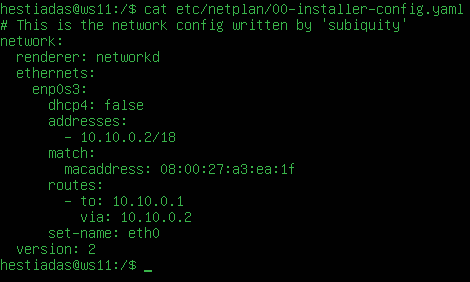 hestiadas@ws11:/$ cat etc/netplan/00-installer-config.yaml
# This is the network config written by 'subiquity'
network:
  renderer: networkd
  ethernets:
    enp0s3:
      dhcp4: false
      addresses:
        - 10.10.0.2/18
      match:
        macaddress: 08:00:27:a3:ea:1f
      routes:
        - to: 10.10.0.1
          via: 10.10.0.2
      set-name: eth0
  version: 2
hestiadas@ws11:/$ _